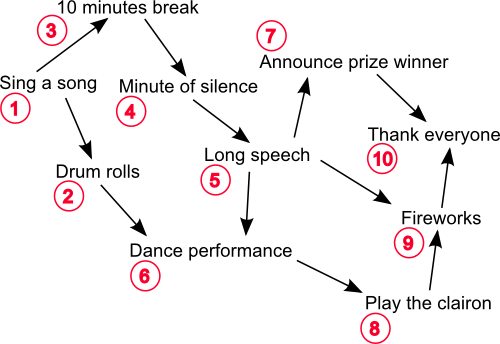 10 minutes break
3
7
Announce prize winner
Sing a song
1
Minute of silence
4
Thank everyone
10
Long speech
5
Drum rolls
2
Fireworks
9
Dance performance
6
Play the clairon
8